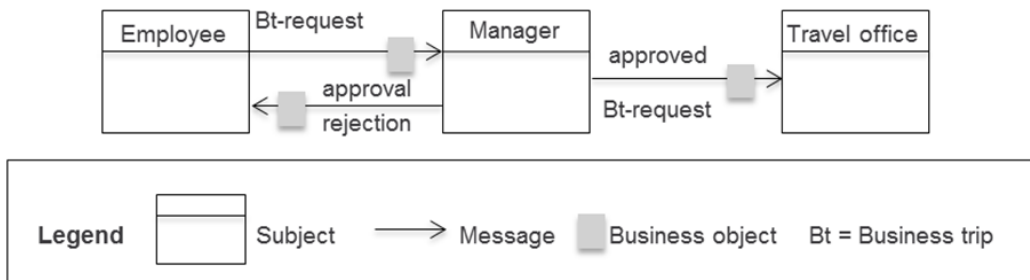 Employee
Bt-request
Manager
Travel office
approval
rejection
approved
Bt-request
Legend
Subject
Message
Business object
Bt = Business trip